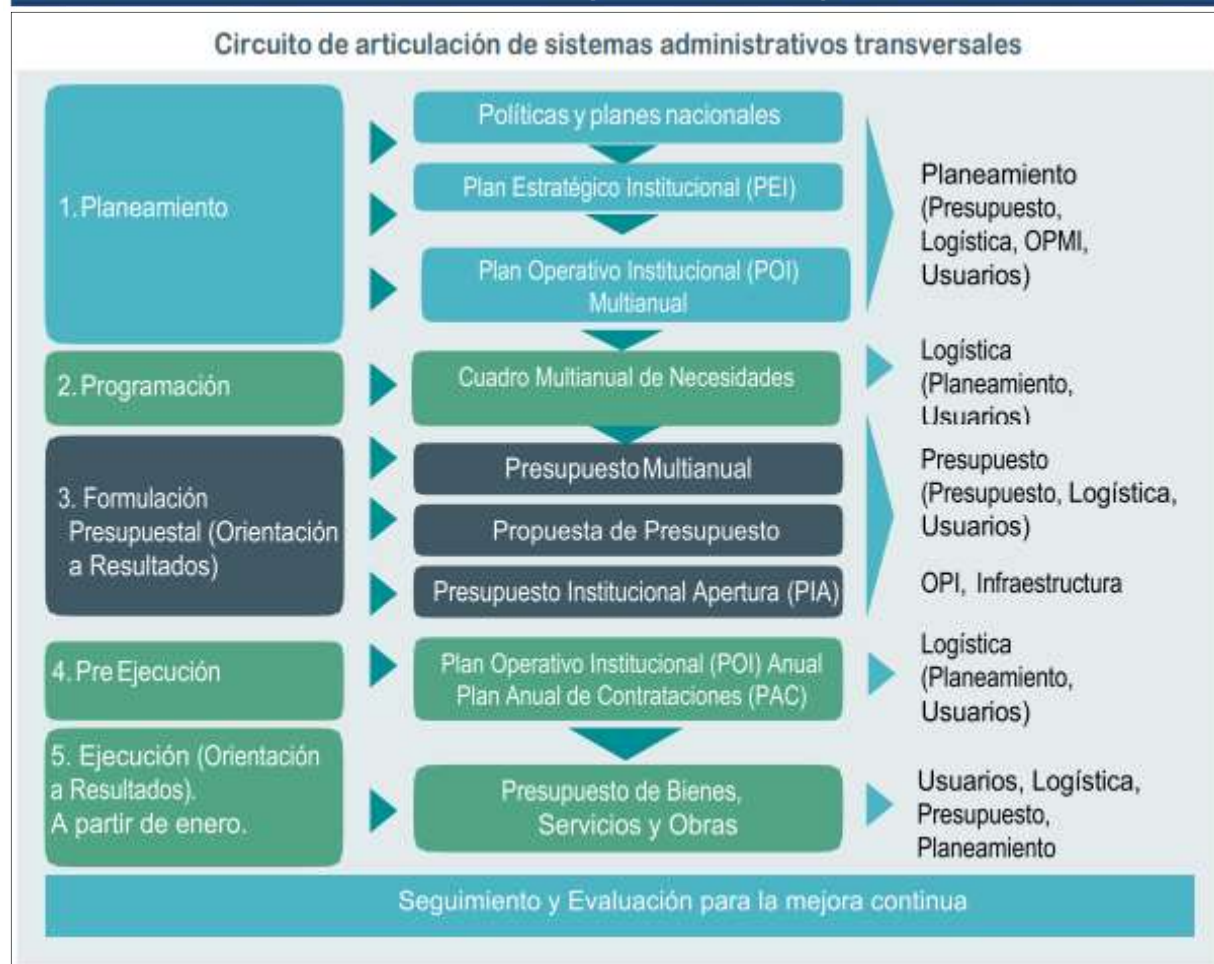 Circuito de articulación de sistemas administrativos transversales
1. Planeamiento
Políticas y planes nacionales
Plan Estratégico Institucional (PEI)
Plan Operativo Institucional (POI)
Multianual
Planeamiento
(Presupuesto,
Logística, OPMI,
Usuarios)
2. Programación
Cuadro Multianual de Necesidades
Logística
(Planeamiento,
Usuarios)
3. Formulación
Presupuestal (Orientación
a Resultados)
Presupuesto Multianual
Propuesta de Presupuesto
Presupuesto Institucional Apertura (PIA)
Presupuesto
(Presupuesto, Logística,
Usuarios)
OPI, Infraestructura
4. Pre Ejecución
Plan Operativo Institucional (POI) Anual
Plan Anual de Contrataciones (PAC)
Logística
(Planeamiento,
Usuarios)
5. Ejecución (Orientación
a Resultados).
A partir de enero.
Presupuesto de Bienes,
Servicios y Obras
Usuarios, Logística,
Presupuesto,
Planeamiento
Seguimiento y Evaluación para la mejora continua